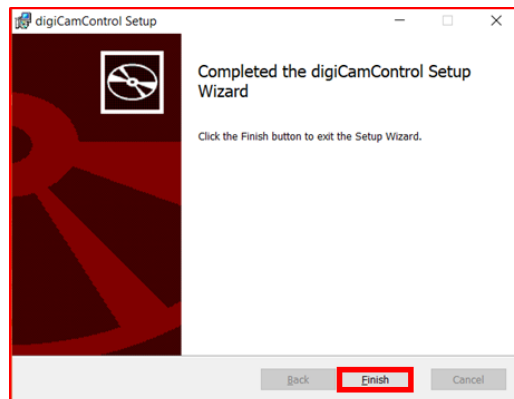 digiCamControl Setup
Completed the digiCamControl Setup
Wizard
Click the Finish button to exit the Setup Wizard.
Back Finish Cancel